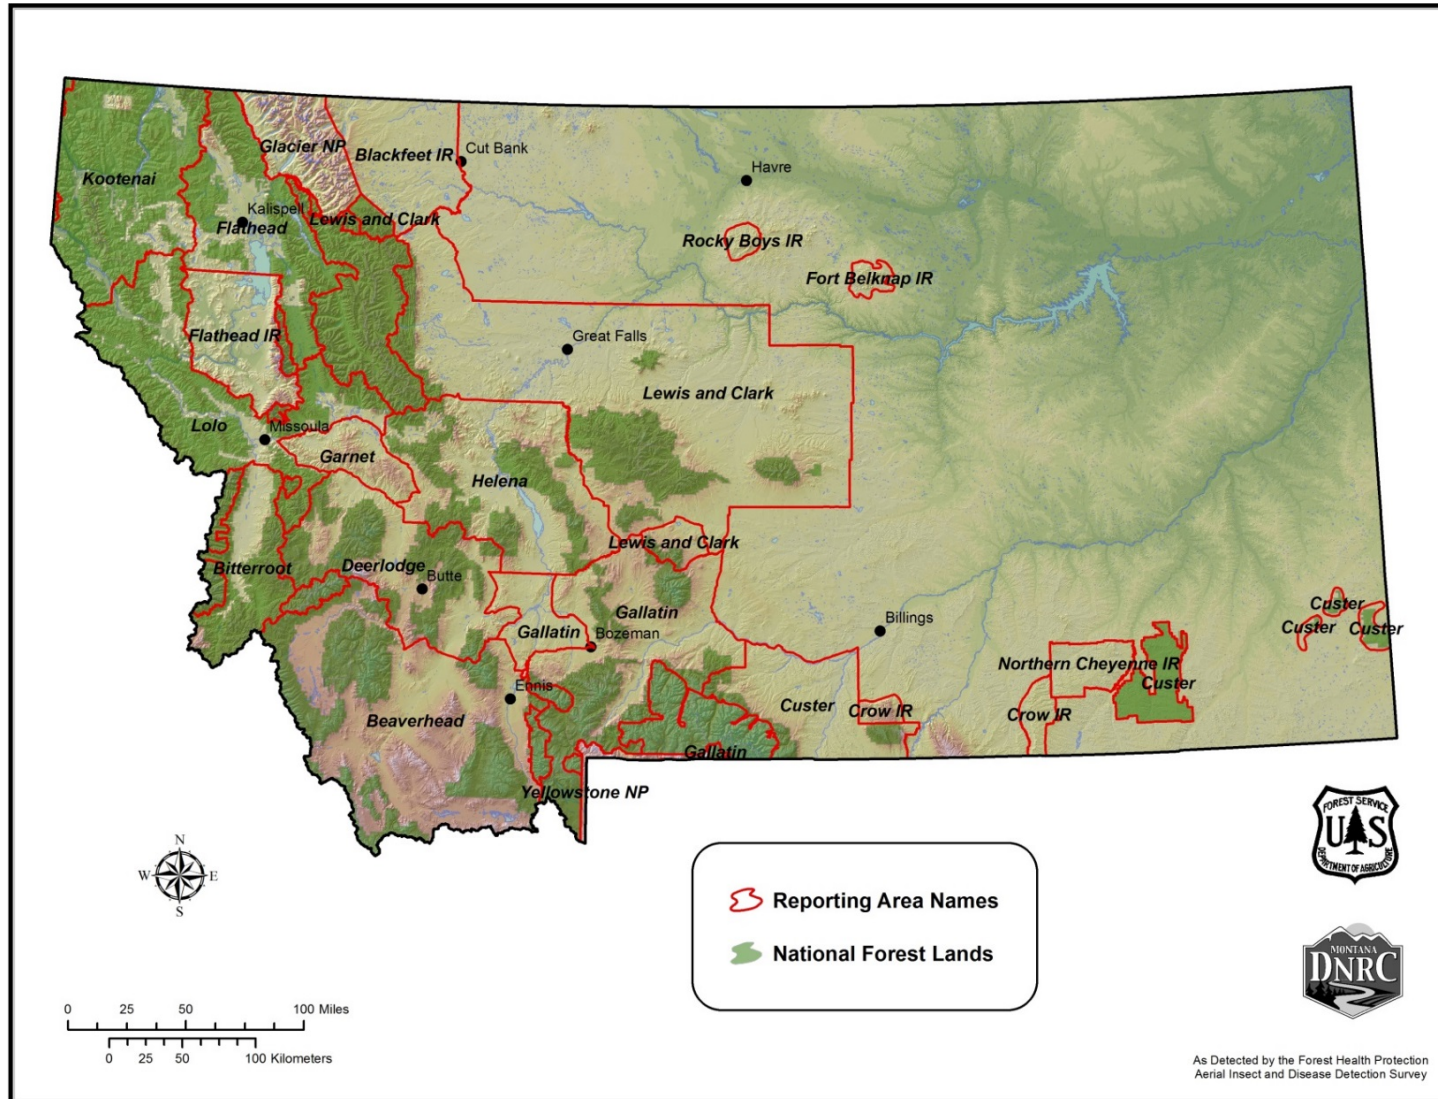 Glacier NP
Blackfeet IR
Cut Bank
Havre
Kootenai
Kalispell
Flathead
Lewis and Clark
Rocky Boys IR
Fort Belknap IR
Flathead IR
Great Falls
Lewis and Clark
Lolo
Missoula
Garnet
Helena
Lewis and Clark
Bitterroot
Deerlodge
Butte
Gallatin
Gallatin
Bozeman
Billings
Custer
Custer
Custer
Northern Cheyenne IR
Custer
Ennis
Beaverhead
Custer
Crow IR
Crow IR
Gallatin
Yellowstone NP
N
W
E
S
Reporting Area Names
National Forest Lands
FOREST SERVICE
U S
DEPARTMENT OF AGRICULTURE
MONTANA
DNRC
0 25 50 100 Miles
0 25 50 100 Kilometers
As Detected by the Forest Health Protection
Aerial Insect and Disease Detection Survey